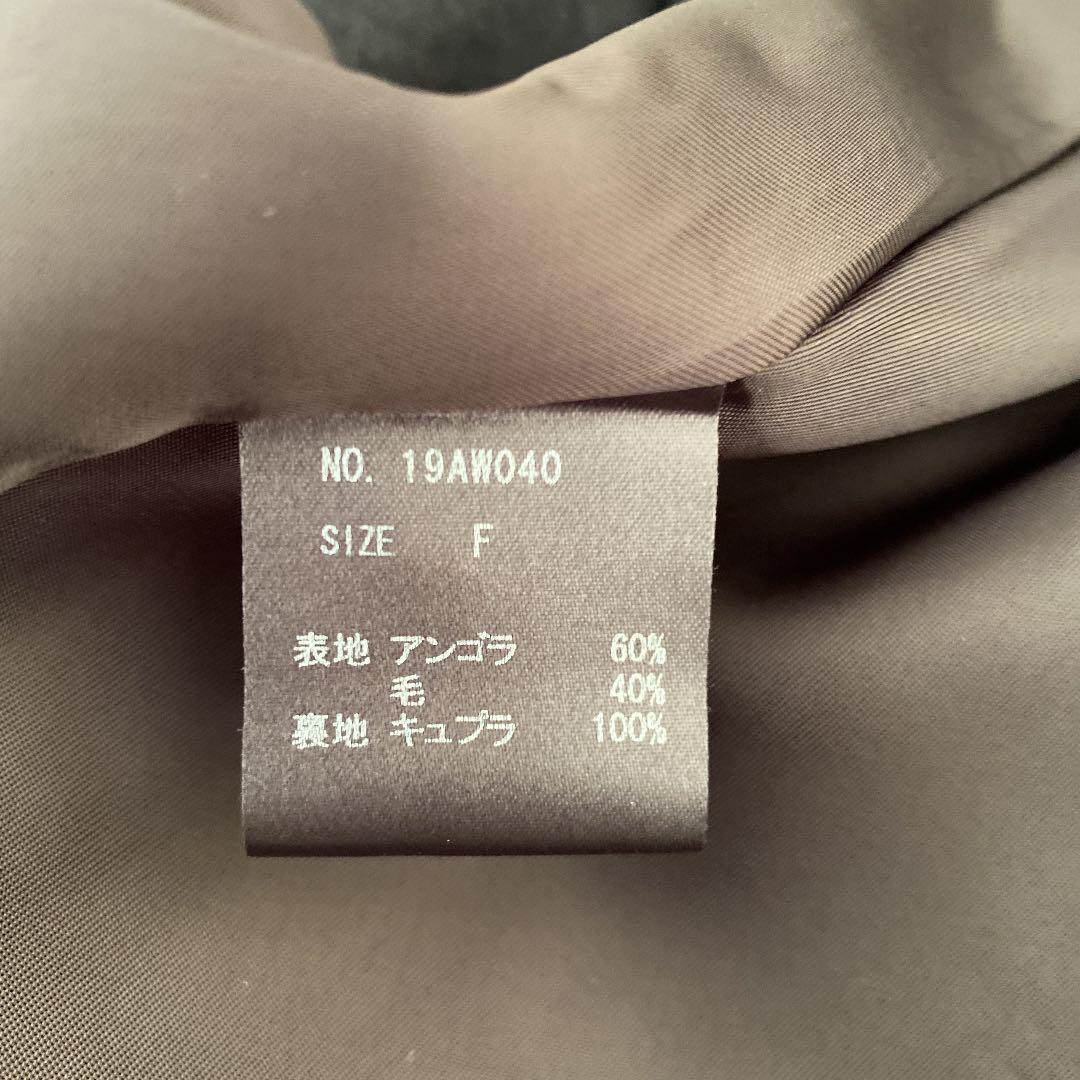 NO. 19AW040
SIZE F
表地 アンゴラ 60%
毛 40%
裏地 キュプラ 100%